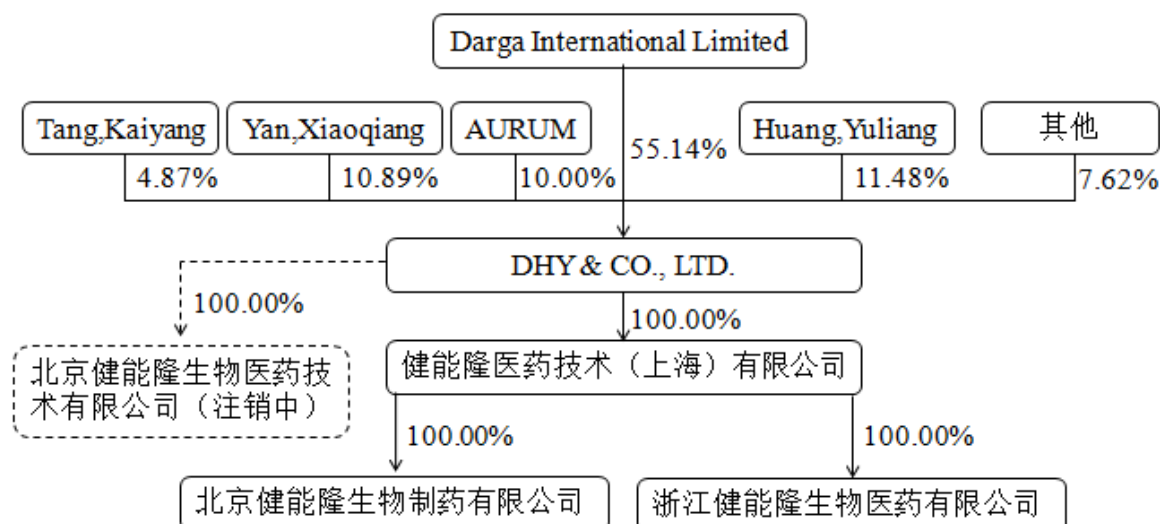 Darga International Limited
Tang,Kaiyang
Yan,Xiaoqiang
AURUM
Huang,Yuliang
其他
55.14%
4.87%
10.89%
10.00%
11.48%
7.62%
DHY & CO., LTD.
100.00%
100.00%
北京健能隆生物医药技
术有限公司（注销中）
健能隆医药技术（上海）有限公司
100.00%
100.00%
北京健能隆生物制药有限公司
浙江健能隆生物医药有限公司